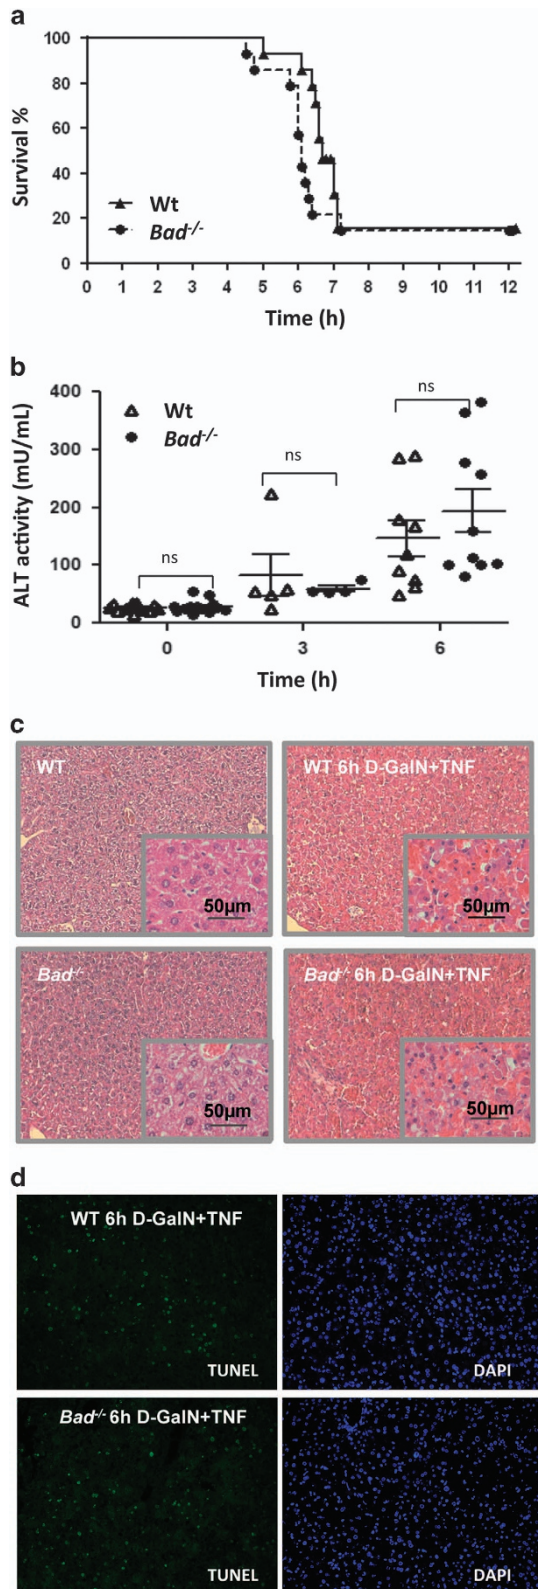 a
100
80
60
40
20
0
Survival %
Wt
Bad-/-
0 1 2 3 4 5 6 7 8 9 10 11 12
Time (h)
b
400
300
200
100
0
ALT activity (mU/mL)
Wt
Bad-/-
ns
ns
ns
0 3 6
Time (h)
c
WT
50µm
WT 6h D-GalN+TNF
50µm
Bad-/-
50µm
Bad-/- 6h D-GalN+TNF
50µm
d
WT 6h D-GalN+TNF
TUNEL
DAPI
Bad-/- 6h D-GalN+TNF
TUNEL
DAPI